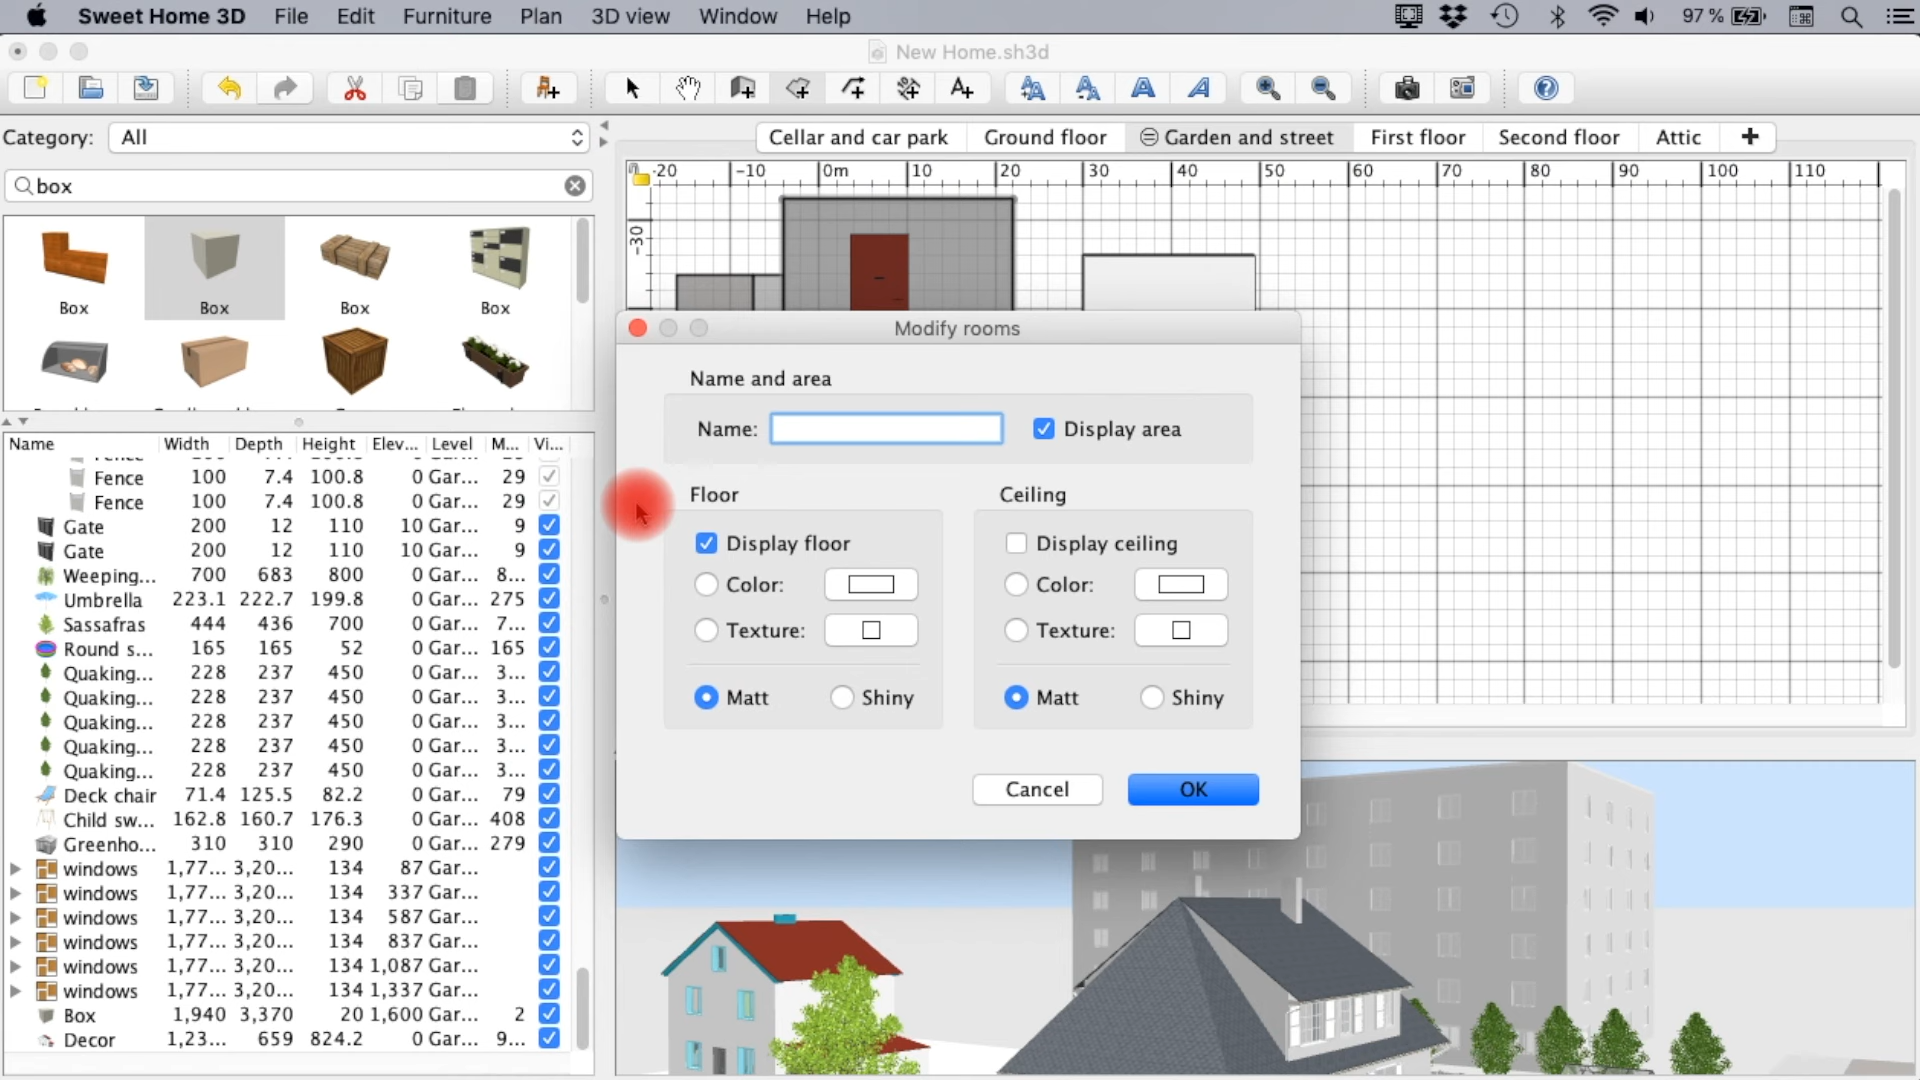 Sweet Home 3D File Edit Furniture Plan 3D view Window Help 97 %
New Home.sh3d
Category: All
box
Box Box Box Box
Name Width Depth Height Elev... Level M... Vi...
Fence 100 7.4 100.8 0 Gar... 29
Fence 100 7.4 100.8 0 Gar... 29
Gate 200 12 110 10 Gar... 9
Gate 200 12 110 10 Gar... 9
Weeping... 700 683 800 0 Gar... 8...
Umbrella 223.1 222.7 199.8 0 Gar... 275
Sassafras 444 436 700 0 Gar... 7...
Round s... 165 165 52 0 Gar... 165
Quaking... 228 237 450 0 Gar... 3...
Quaking... 228 237 450 0 Gar... 3...
Quaking... 228 237 450 0 Gar... 3...
Quaking... 228 237 450 0 Gar... 3...
Quaking... 228 237 450 0 Gar... 3...
Deck chair 71.4 125.5 82.2 0 Gar... 79
Child sw... 162.8 160.7 176.3 0 Gar... 408
Greenho... 310 310 290 0 Gar... 279
windows 1,77... 3,20... 134 87 Gar...
windows 1,77... 3,20... 134 337 Gar...
windows 1,77... 3,20... 134 587 Gar...
windows 1,77... 3,20... 134 837 Gar...
windows 1,77... 3,20... 134 1,087 Gar...
windows 1,77... 3,20... 134 1,337 Gar...
Box 1,940 3,370 20 1,600 Gar... 2
Decor 1,23... 659 824.2 0 Gar... 9...
Cellar and car park Ground floor Garden and street First floor Second floor Attic +
-20 -10 0m 10 20 30 40 50 60 70 80 90 100 110
-30
Modify rooms
Name and area
Name: Display area
Floor Ceiling
Display floor Display ceiling
Color: Color:
Texture: Texture:
Matt Shiny Matt Shiny
Cancel OK